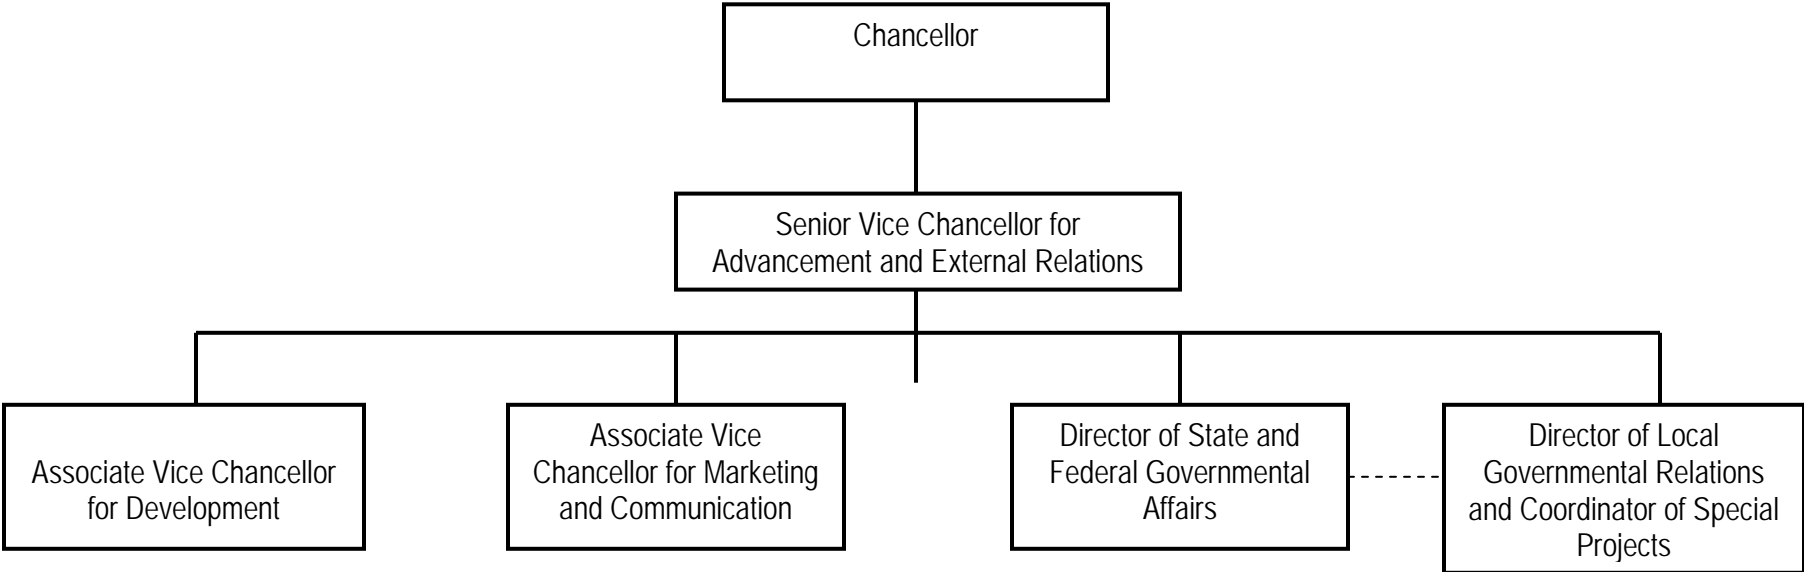 Chancellor
Senior Vice Chancellor for
Advancement and External Relations
Associate Vice Chancellor
for Development
Associate Vice
Chancellor for Marketing
and Communication
Director of State and
Federal Governmental
Affairs
Director of Local
Governmental Relations
and Coordinator of Special
Projects